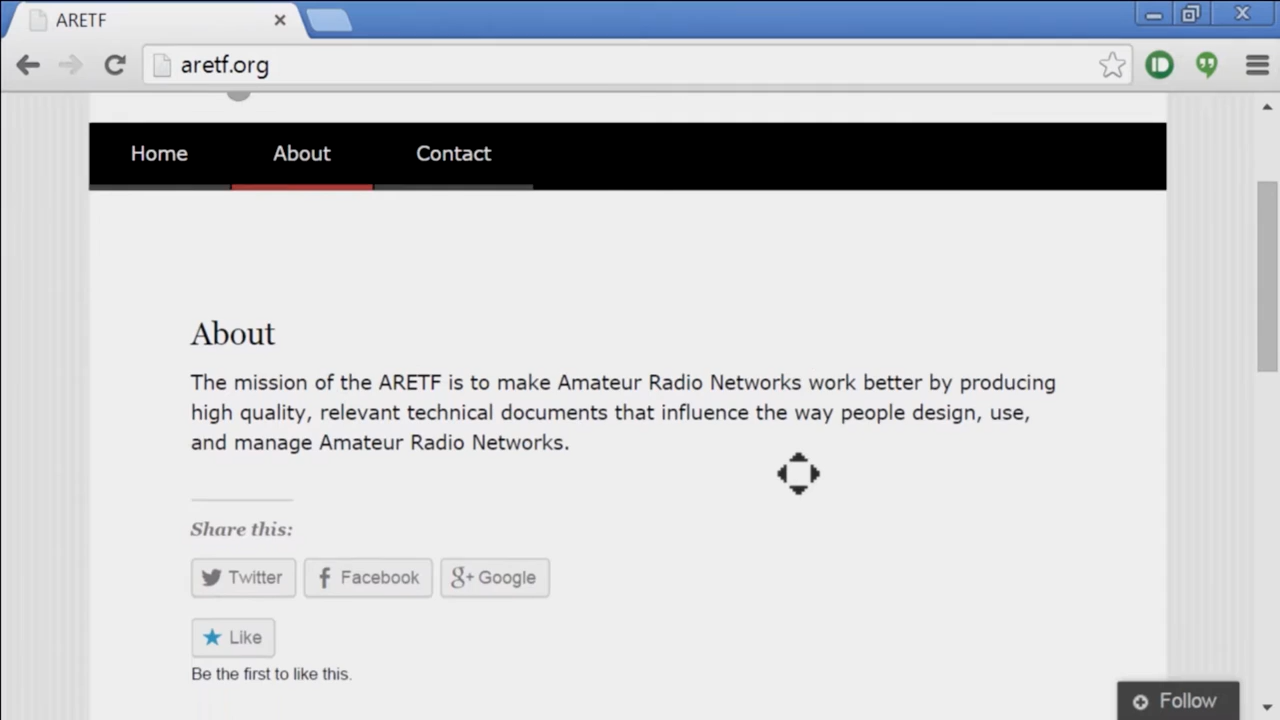 ARETF
aretf.org
Home About Contact
About
The mission of the ARETF is to make Amateur Radio Networks work better by producing
high quality, relevant technical documents that influence the way people design, use,
and manage Amateur Radio Networks.
Share this:
Twitter Facebook g+ Google
Like
Be the first to like this.
Follow